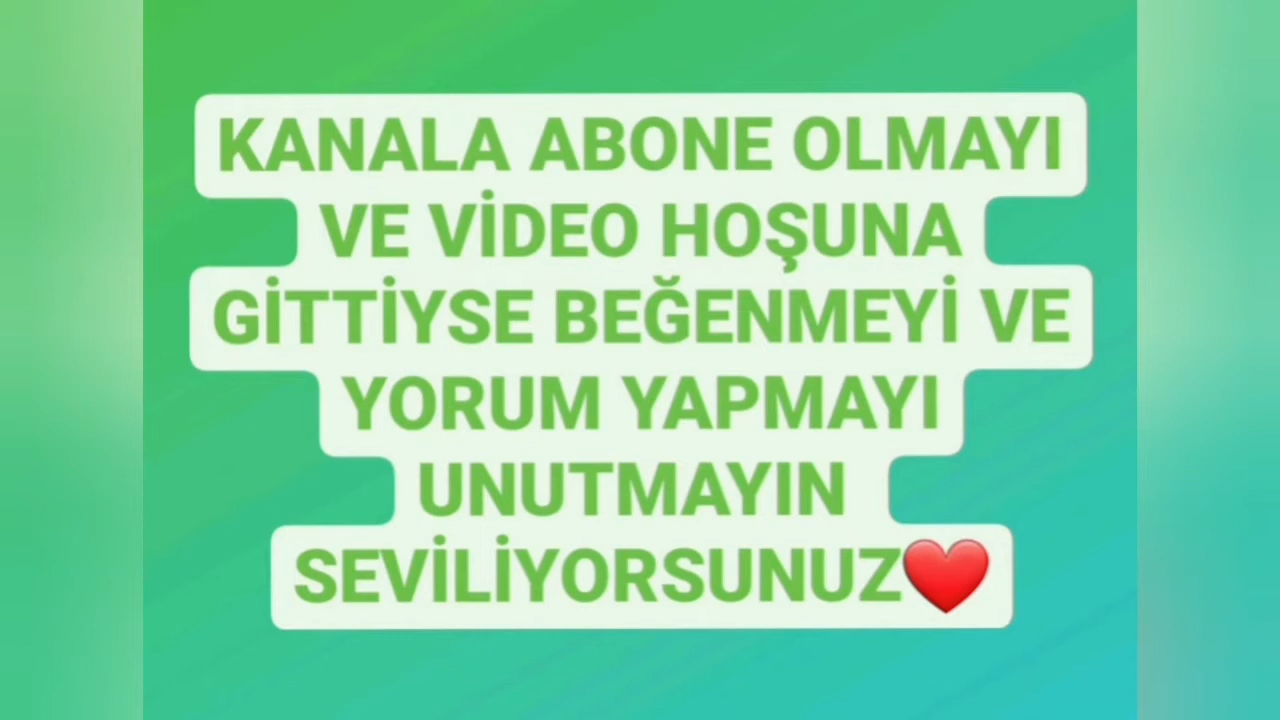 KANALA ABONE OLMAYI
VE VİDEO HOŞUNA
GİTTİYSE BEĞENMEYİ VE
YORUM YAPMAYI
UNUTMAYIN
SEVİLİYORSUNUZ❤️